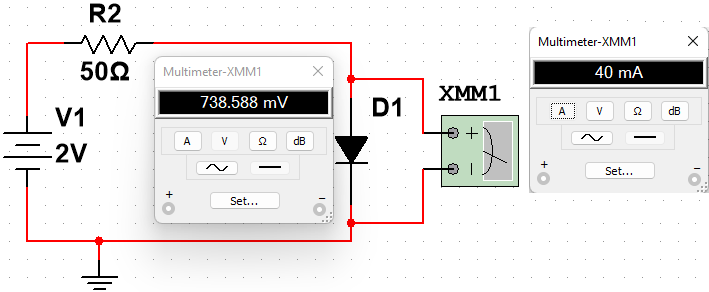 R2
50Ω
V1
2V
Multimeter-XMM1
738.588 mV
A V Ω dB
Set...
+ −
D1
XMM1
+
−
Multimeter-XMM1
40 mA
A V Ω dB
Set...
+ −